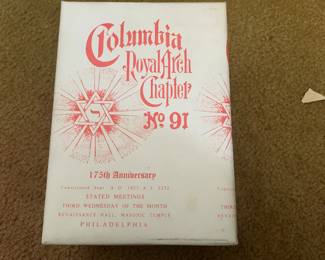 Columbia
Royal Arch
Chapter
No 91
175th Anniversary
STATED MEETINGS
THIRD WEDNESDAY OF THE MONTH
RENAISSANCE HALL, MASONIC TEMPLE
PHILADELPHIA
THIRD